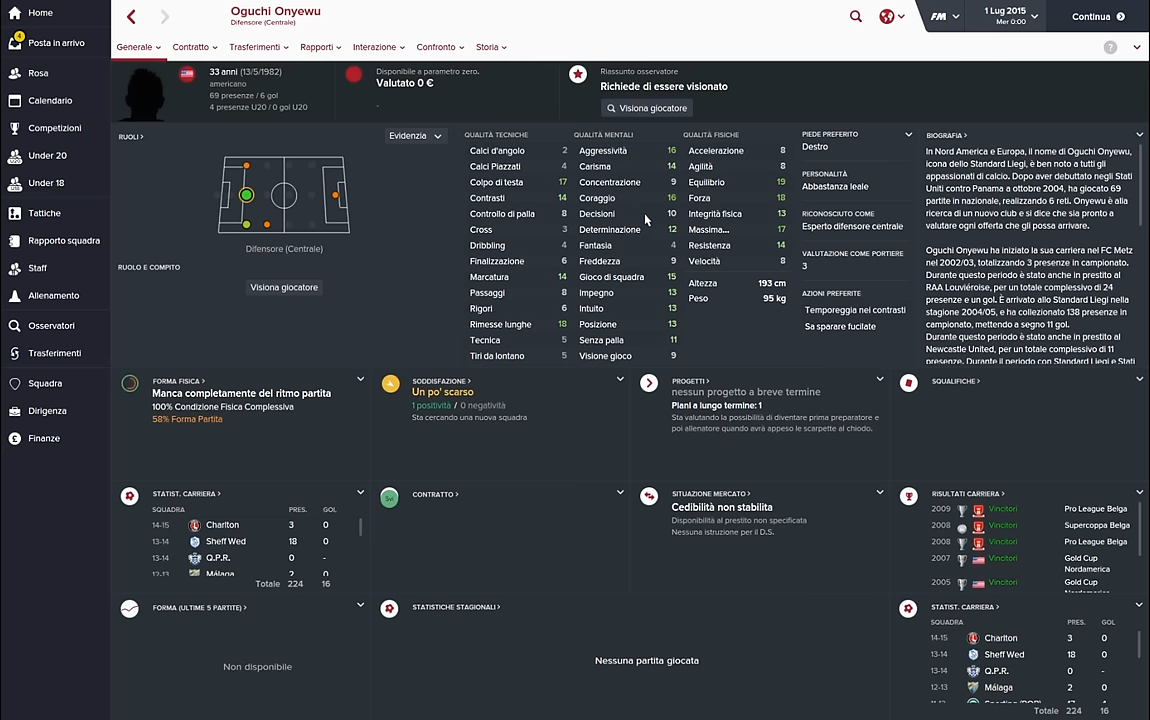 Home
4
Posta in arrivo
Rosa
Calendario
Competizioni
Under 20
Under 18
Tattiche
Rapporto squadra
Staff
Allenamento
Osservatori
Trasferimenti
Squadra
Dirigenza
Finanze
Oguchi Onyewu
Difensore (Centrale)
FM
1 Lug 2015
Mer 0:00
Continua
Generale
Contratto
Trasferimenti
Rapporti
Interazione
Confronto
Storia
?
33 anni (13/5/1982)
americano
69 presenze / 6 gol
4 presenze U20 / 0 gol U20
Disponibile a parametro zero.
Valutato 0 €
-
Riassunto osservatore
Richiede di essere visionato
Visiona giocatore
RUOLI >
Evidenzia
Difensore (Centrale)
RUOLO E COMPITO
Visiona giocatore
QUALITÀ TECNICHE
Calci d'angolo 2
Calci Piazzati 4
Colpo di testa 17
Contrasti 14
Controllo di palla 8
Cross 3
Dribbling 4
Finalizzazione 6
Marcatura 14
Passaggi 8
Rigori 6
Rimesse lunghe 18
Tecnica 5
Tiri da lontano 5
QUALITÀ MENTALI
Aggressività 16
Carisma 14
Concentrazione 9
Coraggio 16
Decisioni 10
Determinazione 12
Fantasia 4
Freddezza 9
Gioco di squadra 15
Impegno 13
Intuito 13
Posizione 13
Senza palla 11
Visione gioco 9
QUALITÀ FISICHE
Accelerazione 8
Agilità 8
Equilibrio 19
Forza 18
Integrità fisica 13
Massima... 17
Resistenza 14
Velocità 8
Altezza 193 cm
Peso 95 kg
PIEDE PREFERITO
Destro
PERSONALITÀ
Abbastanza leale
RICONOSCIUTO COME
Esperto difensore centrale
VALUTAZIONE COME PORTIERE
3
AZIONI PREFERITE
Temporeggia nei contrasti
Sa sparare fucilate
BIOGRAFIA >
In Nord America e Europa, il nome di Oguchi Onyewu,
icona dello Standard Liegi, è ben noto a tutti gli
appassionati di calcio. Dopo aver debuttato negli Stati
Uniti contro Panama a ottobre 2004, ha giocato 69
partite in nazionale, realizzando 6 reti. Onyewu è alla
ricerca di un nuovo club e si dice che sia pronto a
valutare ogni offerta che gli possa arrivare.
Oguchi Onyewu ha iniziato la sua carriera nel FC Metz
nel 2002/03, totalizzando 3 presenze in campionato.
Durante questo periodo è stato anche in prestito al
RAA Louviéroise, per un totale complessivo di 24
presenze e un gol. È arrivato allo Standard Liegi nella
stagione 2004/05, e ha collezionato 138 presenze in
campionato, mettendo a segno 11 gol.
Durante questo periodo è stato anche in prestito al
Newcastle United, per un totale complessivo di 11
presenze. Durante il periodo con Standard Liegi e Stati
FORMA FISICA >
Manca completamente del ritmo partita
100% Condizione Fisica Complessiva
58% Forma Partita
SODDISFAZIONE >
Un po' scarso
1 positività / 0 negatività
Sta cercando una nuova squadra
PROGETTI >
nessun progetto a breve termine
Piani a lungo termine: 1
Sta valutando la possibilità di diventare prima preparatore e
poi allenatore quando avrà appeso le scarpette al chiodo.
SQUALIFICHE >
STATIST. CARRIERA >
SQUADRA PRES. GOL
14-15 Charlton 3 0
13-14 Sheff Wed 18 0
13-14 Q.P.R. 0 -
12-13 Málaga 2 0
Totale 224 16
Svi
CONTRATTO >
SITUAZIONE MERCATO >
Cedibilità non stabilita
Disponibilità al prestito non specificata
Nessuna istruzione per il D.S.
RISULTATI CARRIERA >
2009 Vincitori Pro League Belga
2008 Vincitori Supercoppa Belga
2008 Vincitori Pro League Belga
2007 Vincitori Gold Cup
Nordamerica
2005 Vincitori Gold Cup
Nordamerica
FORMA (ULTIME 5 PARTITE) >
Non disponibile
STATISTICHE STAGIONALI >
Nessuna partita giocata
STATIST. CARRIERA >
SQUADRA PRES. GOL
14-15 Charlton 3 0
13-14 Sheff Wed 18 0
13-14 Q.P.R. 0 -
12-13 Málaga 2 0
Totale 224 16